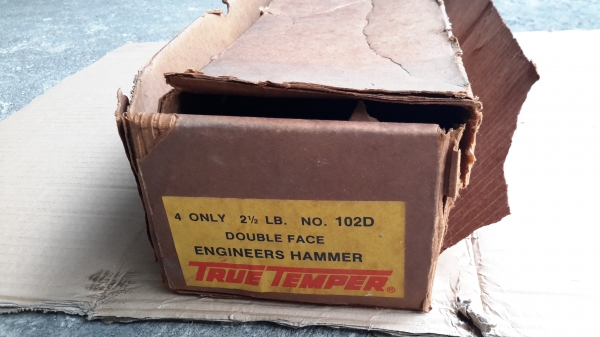 4 ONLY 2½ LB. NO. 102D
DOUBLE FACE
ENGINEERS HAMMER
TRUE TEMPER®